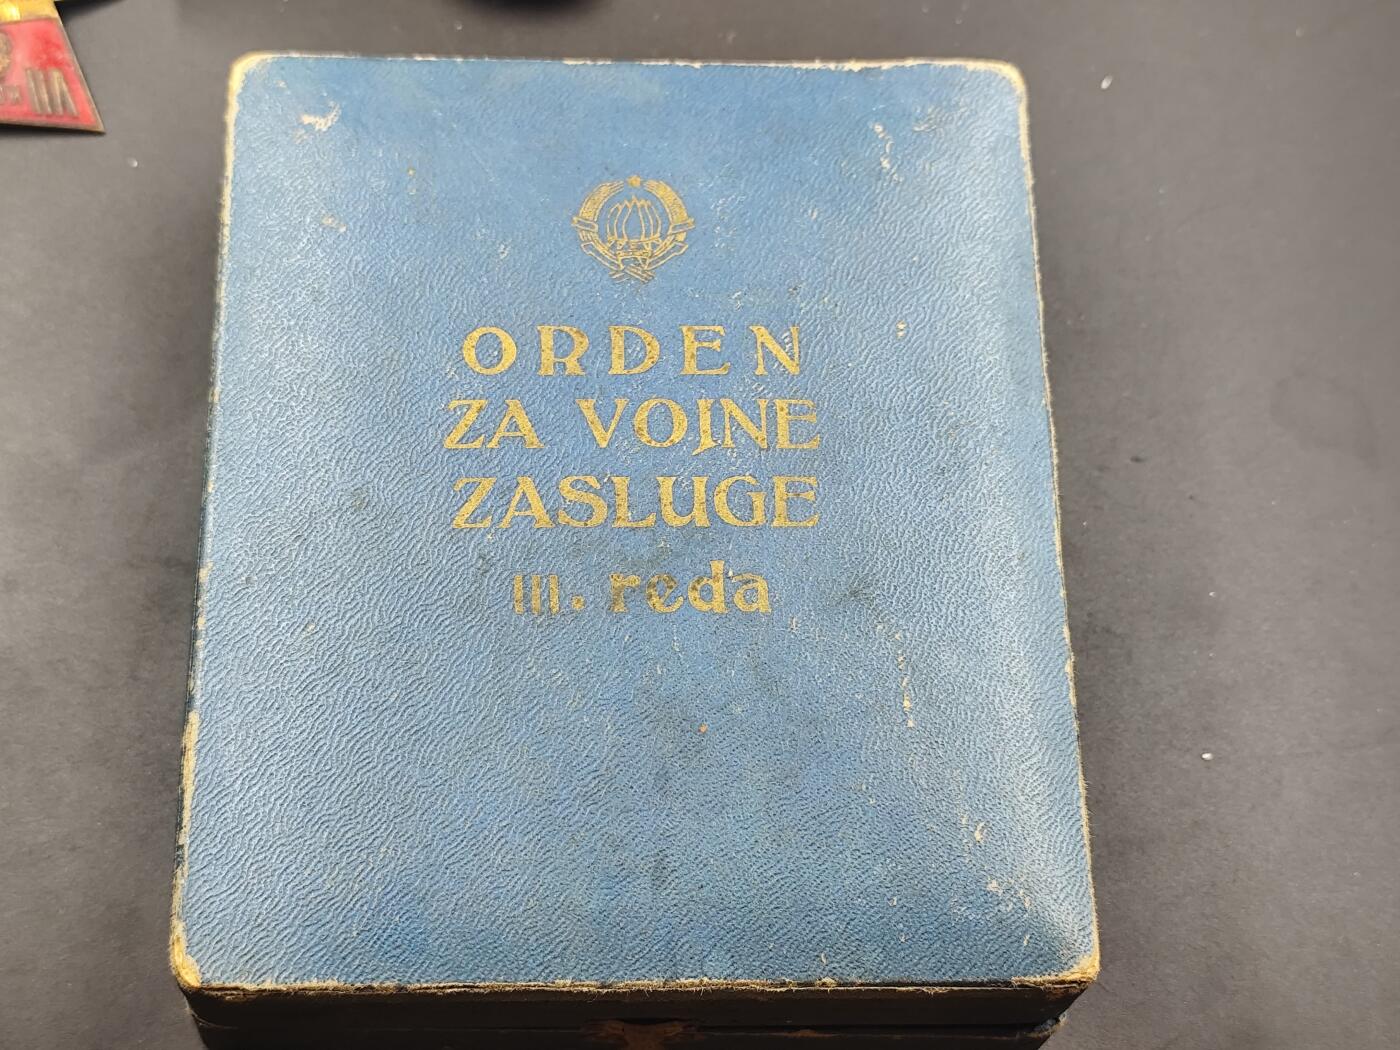 ORDEN
ZA VOJNE
ZASLUGE
III. reda